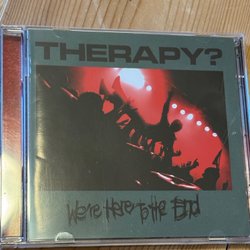 THERAPY?
We're Here To The End